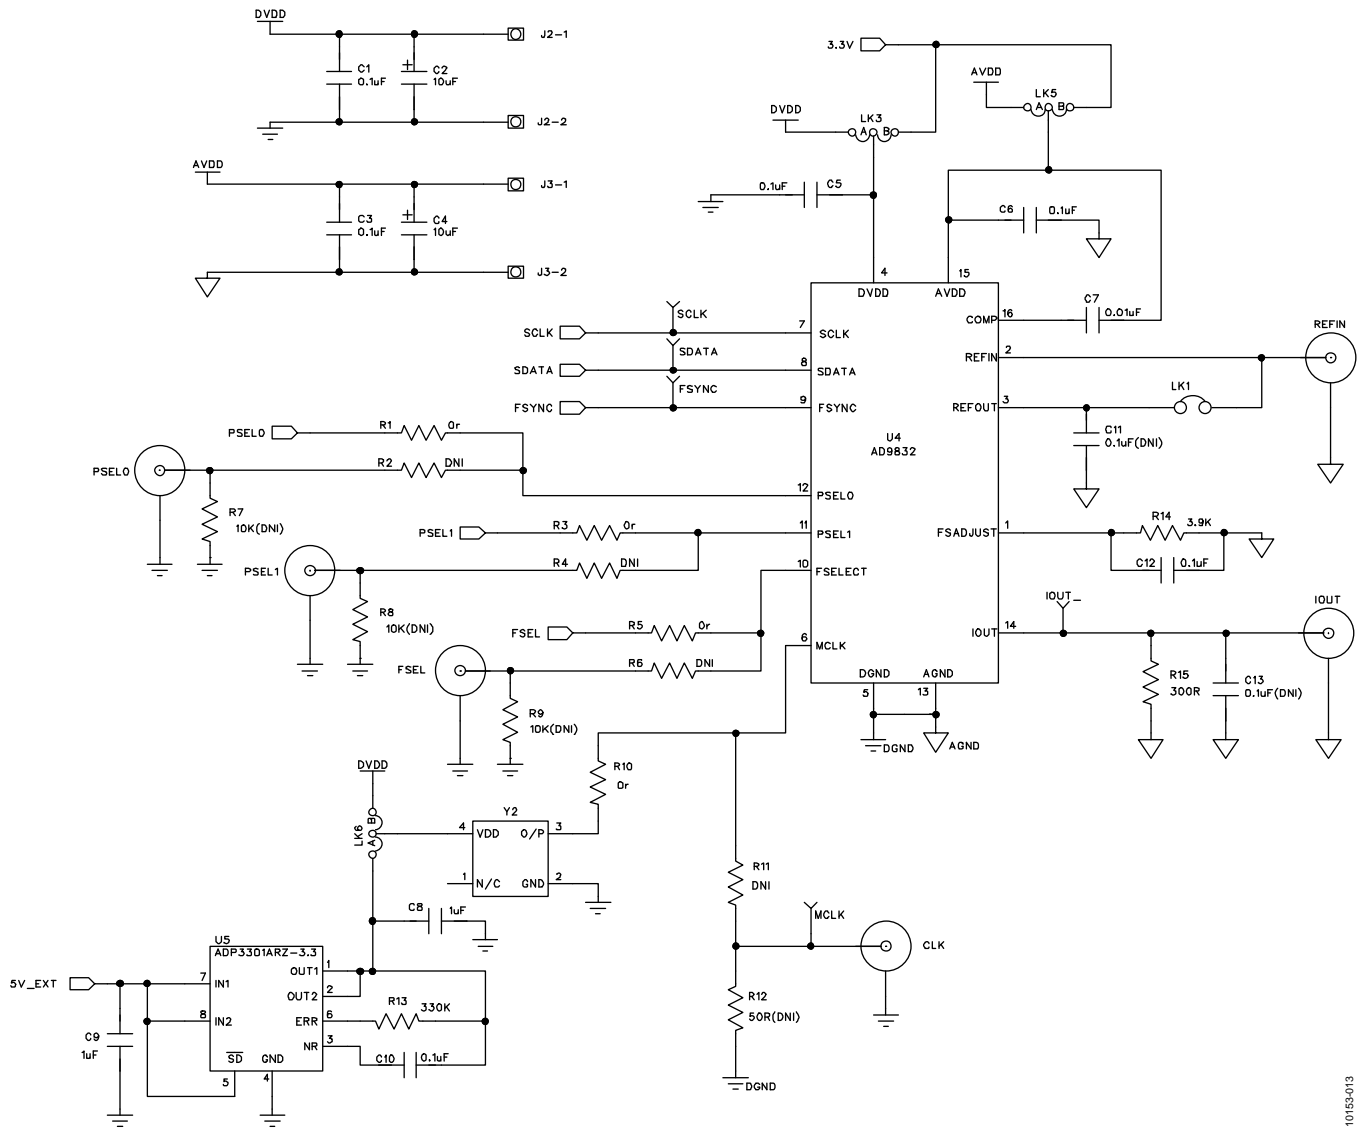 DVDD
J2-1
C1
0.1uF
+
C2
10uF
J2-2
AVDD
J3-1
C3
0.1uF
+
C4
10uF
J3-2
3.3V
AVDD
LK5
A B
DVDD
LK3
A B
0.1uF C5
C6 0.1uF
4 15
DVDD AVDD
C7
0.01uF
COMP 16
REFIN
SCLK
SCLK 7 SCLK
SDATA
SDATA 8 SDATA
FSYNC
FSYNC 9 FSYNC
REFIN 2
LK1
REFOUT 3
C11
0.1uF(DNI)
U4
AD9832
PSEL0 R1 0r
PSEL0 R2 DNI
R7
10K(DNI)
12 PSEL0
PSEL1 R3 0r 11 PSEL1
PSEL1 R4 DNI 10 FSELECT
R8
10K(DNI)
FSADJUST 1
R14 3.9K
C12 0.1uF
IOUT_
IOUT
IOUT 14
FSEL R5 0r
6 MCLK
FSEL R6 DNI
R9
10K(DNI)
DGND AGND
5 13
DGND AGND
R15
300R
C13
0.1uF(DNI)
DVDD
R10
0r
LK6
A B
Y2
4 VDD O/P 3
1 N/C GND 2
R11
DNI
C8 1uF
MCLK
CLK
U5
ADP3301ARZ-3.3
5V_EXT
7 IN1 OUT1 1
OUT2 2
8 IN2 ERR 6
R13 330K
NR 3
C10 0.1uF
SD GND
5 4
C9
1uF
R12
50R(DNI)
DGND
10153-013